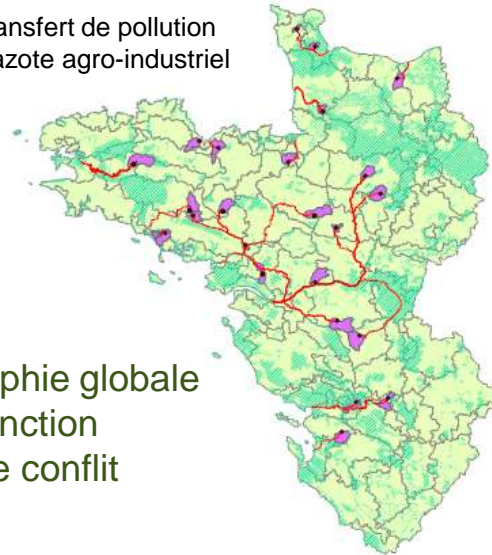 ansfert de pollution
azote agro-industriel
phie globale
nction
e conflit